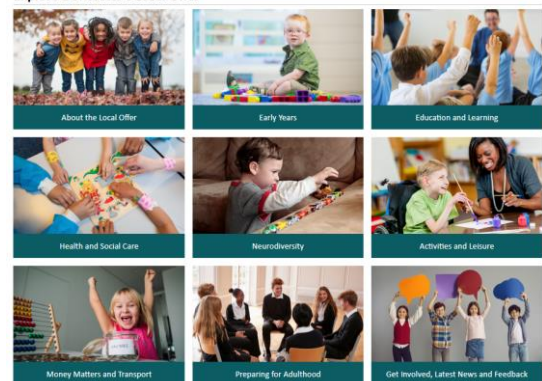 About the Local Offer
Early Years
Education and Learning
Health and Social Care
Neurodiversity
Activities and Leisure
Money Matters and Transport
Preparing for Adulthood
Get Involved, Latest News and Feedback